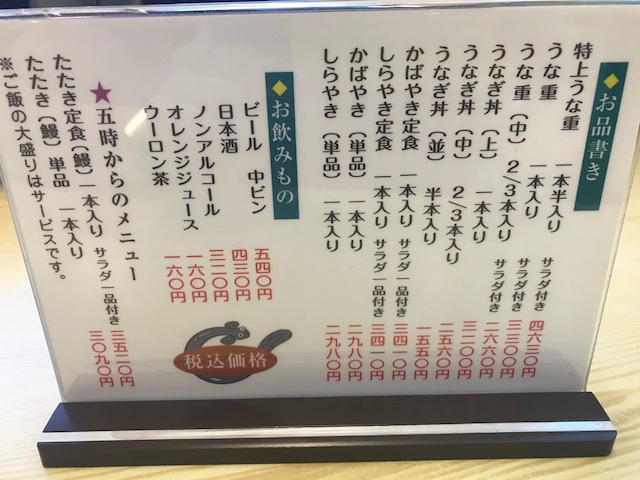 ◆お品書き
特上うな重 一本半入り サラダ付き 四六二〇円
うな重 一本入り サラダ付き 三三〇〇円
うな重(中) 2/3本入り サラダ付き 二六六〇円
うなぎ丼(上) 一本入り
うなぎ丼(中) 2/3本入り
うなぎ丼(並) 半本入り 一五五〇円
かばやき定食 一本入り サラダ一品付き 三四一〇円
しらやき定食 一本入り サラダ一品付き 三四一〇円
かばやき(単品) 一本入り 二九八〇円
しらやき(単品) 一本入り 二九八〇円
◆お飲みもの
ビール 中ビン 五四〇円
日本酒 四三〇円
ノンアルコール 三二〇円
オレンジジュース 一六〇円
ウーロン茶 一六〇円
税込価格
★五時からのメニュー
たたき定食(鰻)一本入り サラダ一品付き 三五二〇円
たたき(鰻)単品 一本入り 三〇九〇円
※ご飯の大盛りはサービスです。